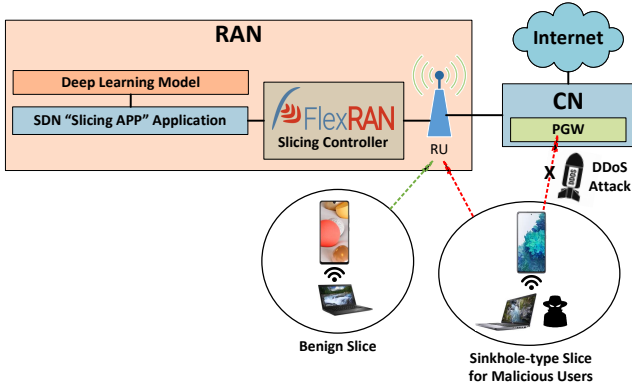 RAN
Internet
Deep Learning Model
SDN "Slicing APP" Application
FlexRAN
Slicing Controller
RU
CN
PGW
X
DDoS
Attack
DDOS
Benign Slice
Sinkhole-type Slice
for Malicious Users